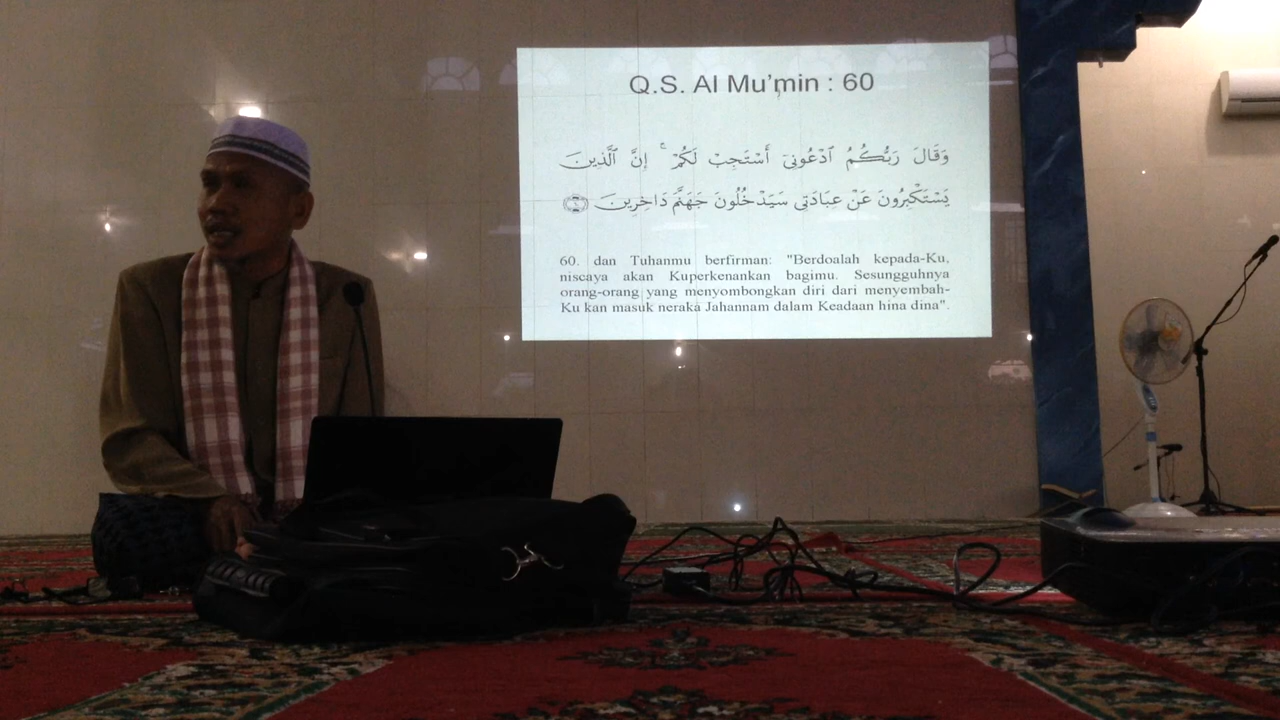 Q.S. Al Mu'min : 60
وَقَالَ رَبُّكُمُ ٱدْعُونِىٓ أَسْتَجِبْ لَكُمْ ۚ إِنَّ ٱلَّذِينَ
يَسْتَكْبِرُونَ عَنْ عِبَادَتِى سَيَدْخُلُونَ جَهَنَّمَ دَاخِرِينَ
60. dan Tuhanmu berfirman: "Berdoalah kepada-Ku,
niscaya akan Kuperkenankan bagimu. Sesungguhnya
orang-orang yang menyombongkan diri dari menyembah-
Ku kan masuk neraka Jahannam dalam Keadaan hina dina".